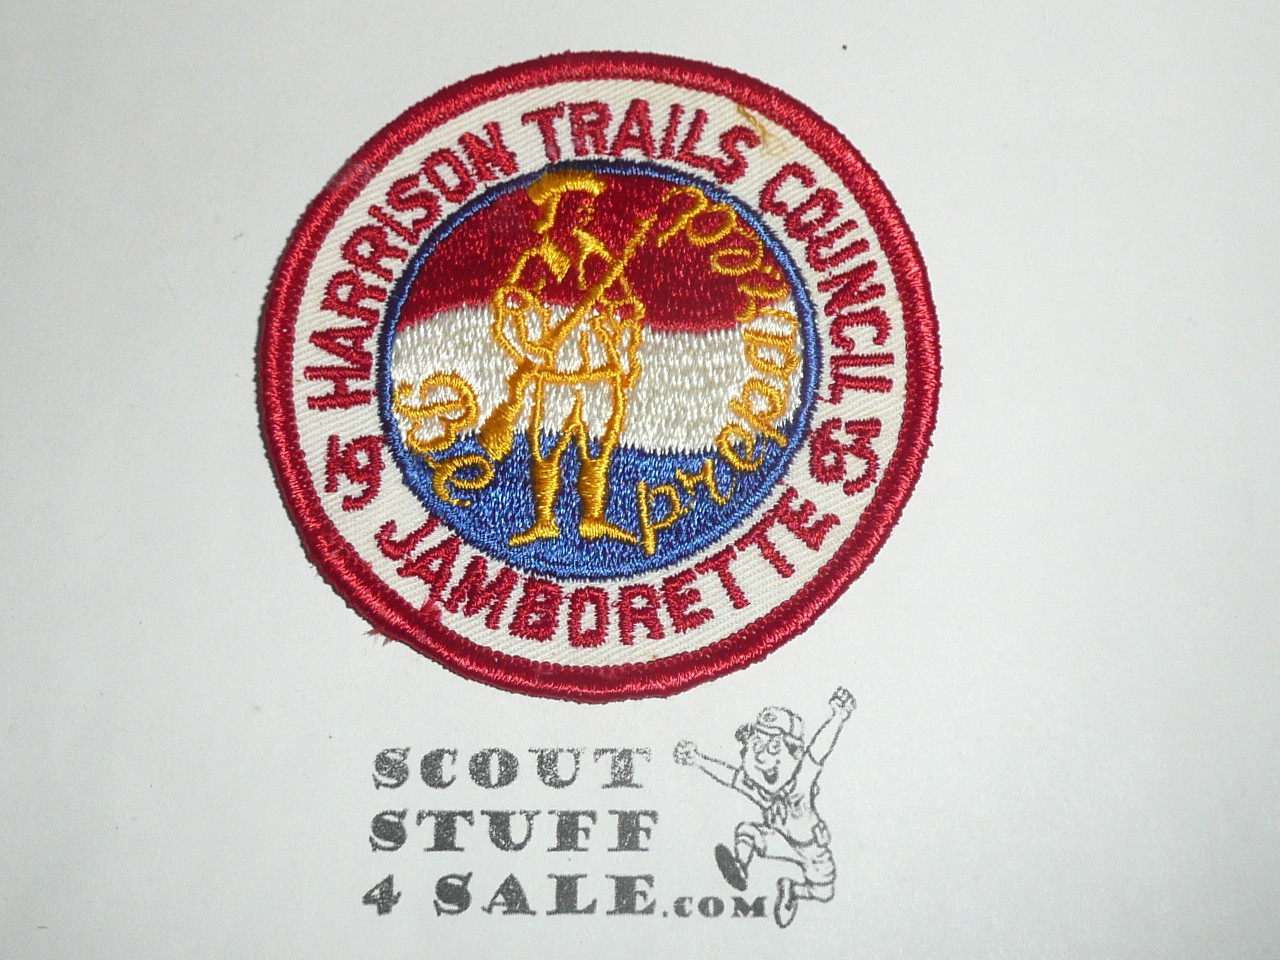 HARRISON TRAILS COUNCIL
19 63
JAMBORETTE
Be prepared
SCOUT
STUFF
4 SALE.COM